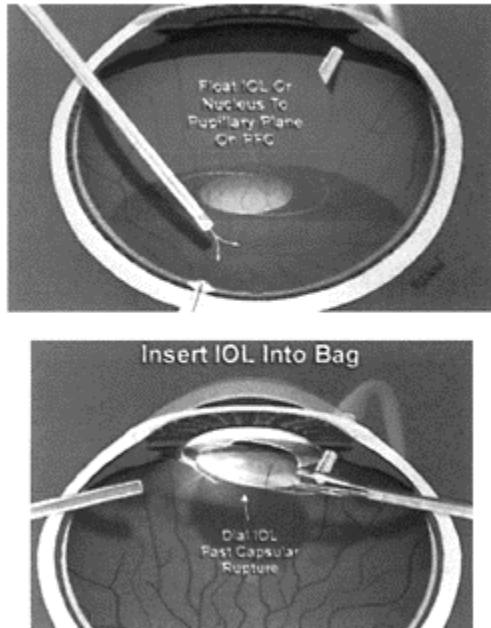 Float IOL Or
Nucleus To
Pupillary Plane
On PFC
Insert IOL Into Bag
Dial IOL
Past Capsular
Rupture